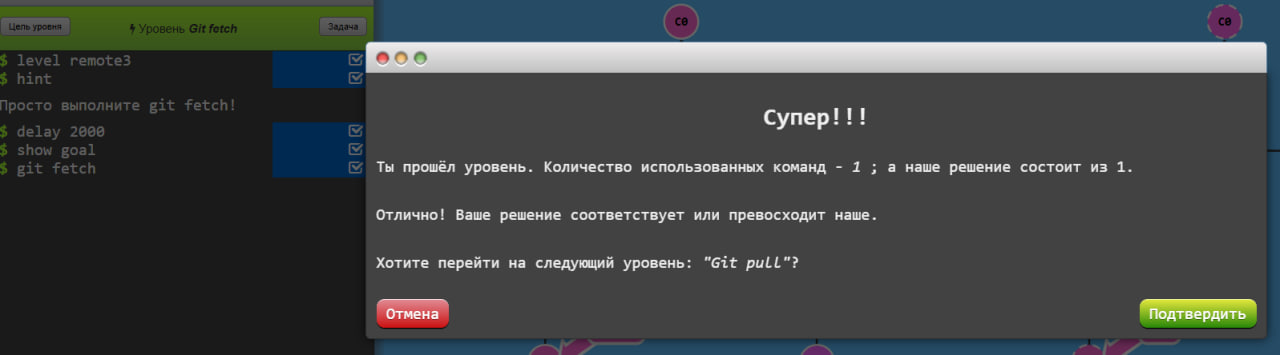 C0
C0
Цель уровня
Уровень Git fetch
Задача
$ level remote3
$ hint
Просто выполните git fetch!
$ delay 2000
$ show goal
$ git fetch
Супер!!!
Ты прошёл уровень. Количество использованных команд - 1 ; а наше решение состоит из 1.
Отлично! Ваше решение соответствует или превосходит наше.
Хотите перейти на следующий уровень: "Git pull"?
Отмена
Подтвердить